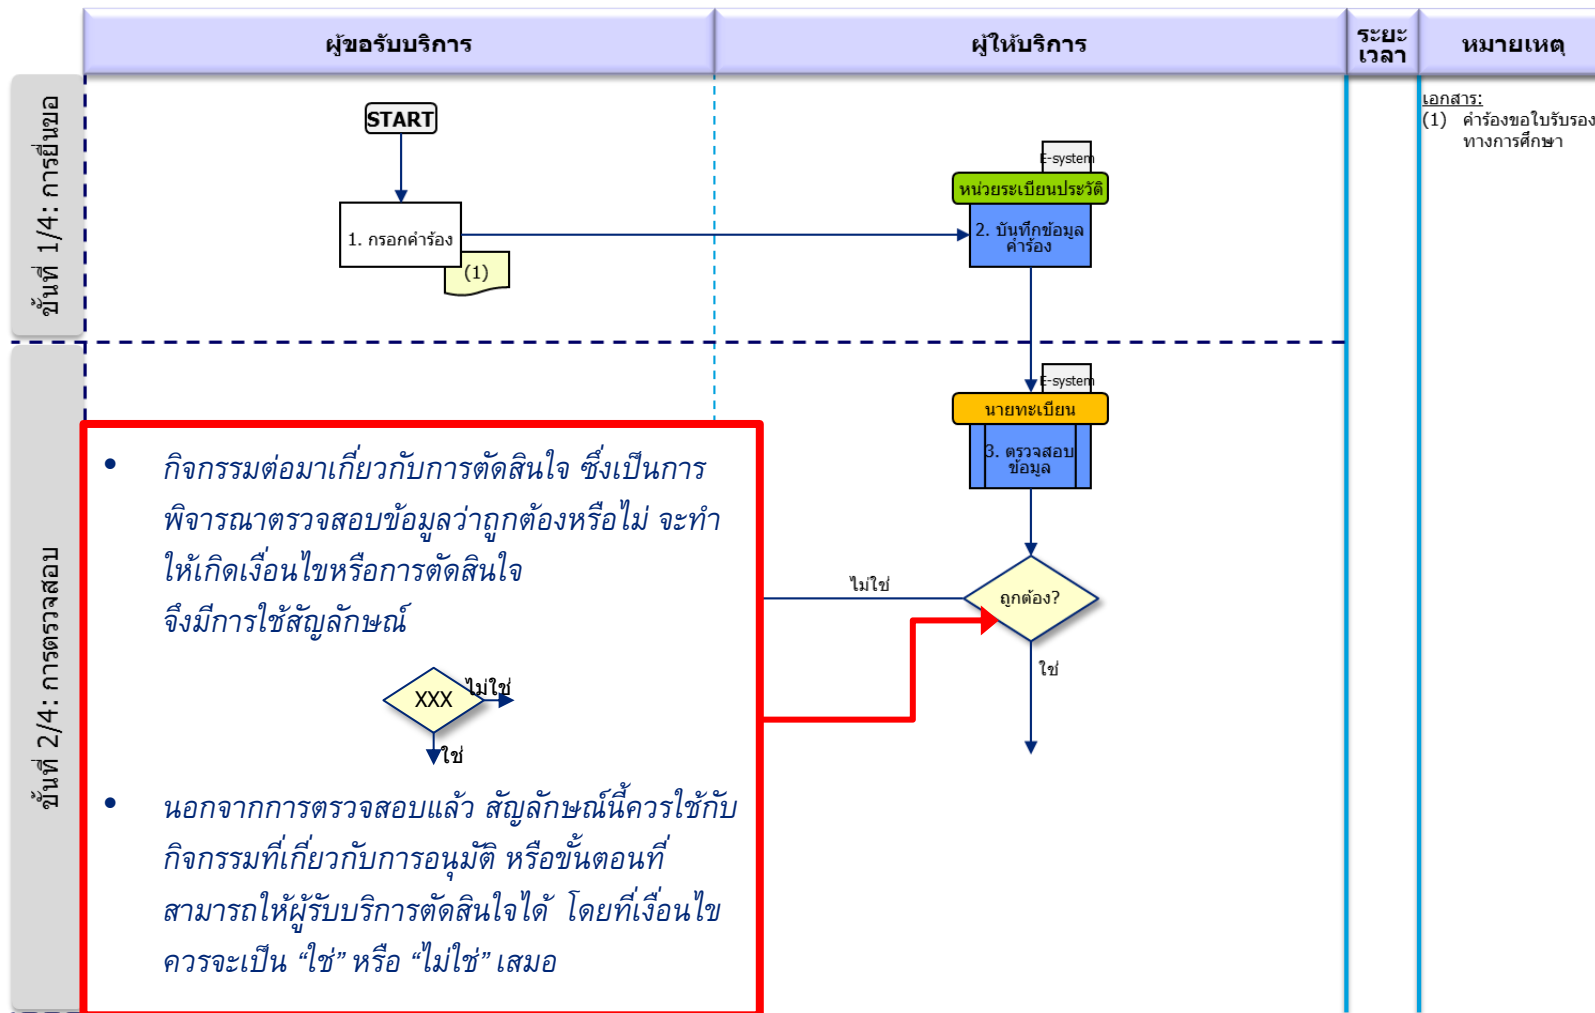 ผู้ขอรับบริการ
ผู้ให้บริการ
ระยะ
เวลา
หมายเหตุ
ขั้นที่ 1/4: การยื่นขอ
START
1. กรอกคำร้อง
(1)
E-system
หน่วยระเบียนประวัติ
2. บันทึกข้อมูล
คำร้อง
เอกสาร:
(1) คำร้องขอใบรับรอง
ทางการศึกษา
ขั้นที่ 2/4: การตรวจสอบ
E-system
นายทะเบียน
3. ตรวจสอบ
ข้อมูล
ถูกต้อง?
ไม่ใช่
ใช่
• กิจกรรมต่อมาเกี่ยวกับการตัดสินใจ ซึ่งเป็นการ
พิจารณาตรวจสอบข้อมูลว่าถูกต้องหรือไม่ จะทำ
ให้เกิดเงื่อนไขหรือการตัดสินใจ
จึงมีการใช้สัญลักษณ์
XXX
ไม่ใช่
ใช่
• นอกจากการตรวจสอบแล้ว สัญลักษณ์นี้ควรใช้กับ
กิจกรรมที่เกี่ยวกับการอนุมัติ หรือขั้นตอนที่
สามารถให้ผู้รับบริการตัดสินใจได้ โดยที่เงื่อนไข
ควรจะเป็น “ใช่” หรือ “ไม่ใช่” เสมอ